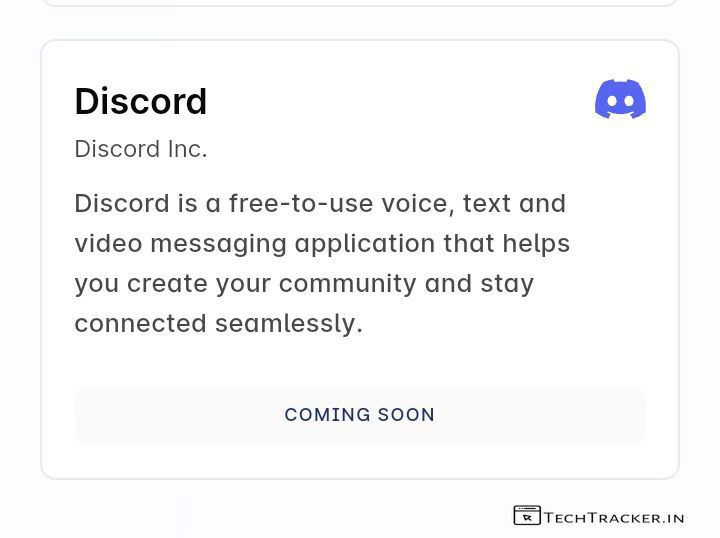 Discord
Discord Inc.
Discord is a free-to-use voice, text and
video messaging application that helps
you create your community and stay
connected seamlessly.
COMING SOON
TECHTRACKER.IN